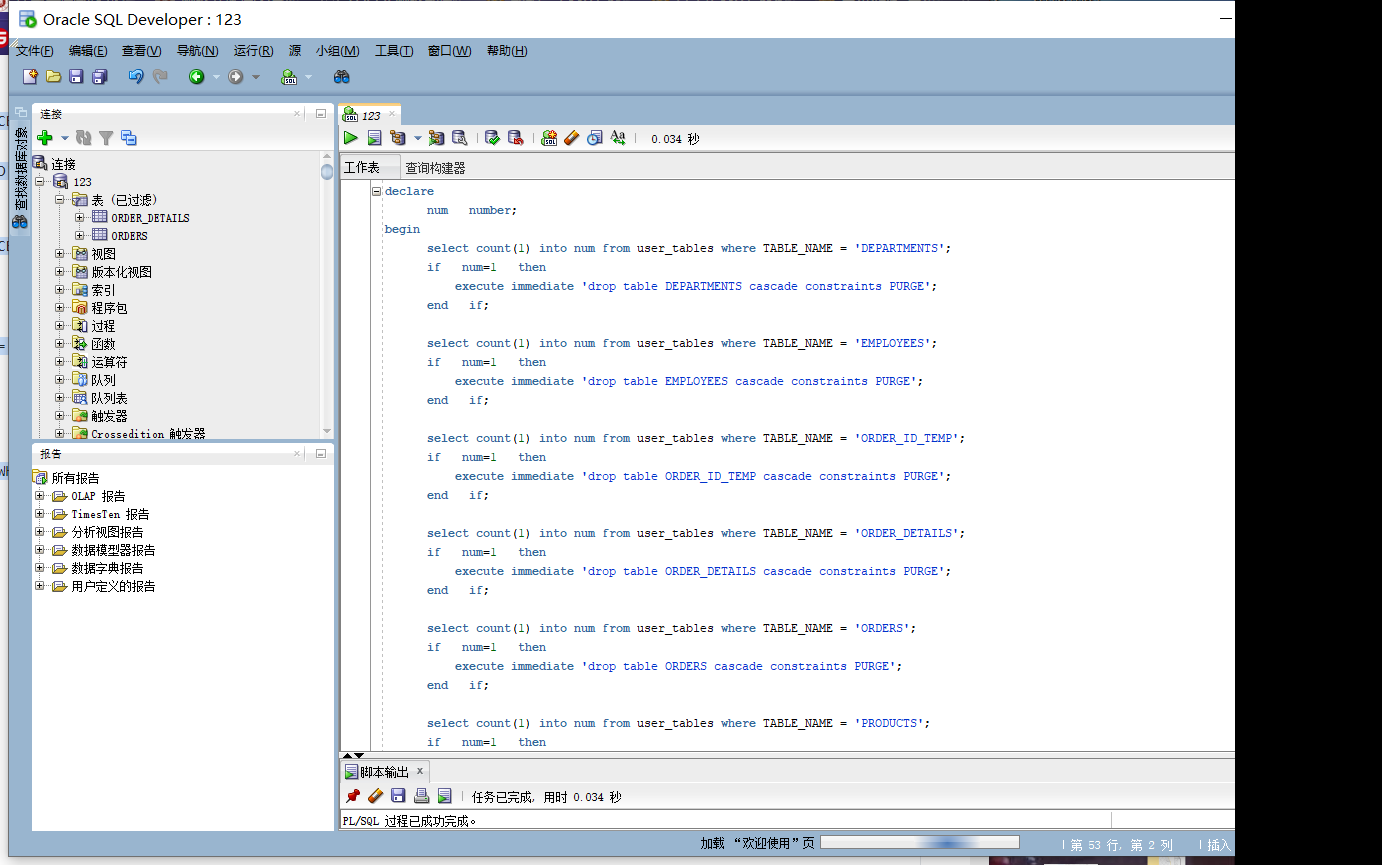 Oracle SQL Developer : 123
文件(F) 编辑(E) 查看(V) 导航(N) 运行(R) 源 小组(M) 工具(T) 窗口(W) 帮助(H)
查找数据库对象
连接
连接
123
表 (已过滤)
ORDER_DETAILS
ORDERS
视图
版本化视图
索引
程序包
过程
函数
运算符
队列
队列表
触发器
Crossedition 触发器
报告
所有报告
OLAP 报告
TimesTen 报告
分析视图报告
数据模型器报告
数据字典报告
用户定义的报告
123
0.034 秒
工作表 查询构建器
declare
num number;
begin
select count(1) into num from user_tables where TABLE_NAME = 'DEPARTMENTS';
if num=1 then
execute immediate 'drop table DEPARTMENTS cascade constraints PURGE';
end if;
select count(1) into num from user_tables where TABLE_NAME = 'EMPLOYEES';
if num=1 then
execute immediate 'drop table EMPLOYEES cascade constraints PURGE';
end if;
select count(1) into num from user_tables where TABLE_NAME = 'ORDER_ID_TEMP';
if num=1 then
execute immediate 'drop table ORDER_ID_TEMP cascade constraints PURGE';
end if;
select count(1) into num from user_tables where TABLE_NAME = 'ORDER_DETAILS';
if num=1 then
execute immediate 'drop table ORDER_DETAILS cascade constraints PURGE';
end if;
select count(1) into num from user_tables where TABLE_NAME = 'ORDERS';
if num=1 then
execute immediate 'drop table ORDERS cascade constraints PURGE';
end if;
select count(1) into num from user_tables where TABLE_NAME = 'PRODUCTS';
if num=1 then
脚本输出
任务已完成, 用时 0.034 秒
PL/SQL 过程已成功完成。
加载 “欢迎使用”页
第 53 行, 第 2 列
插入